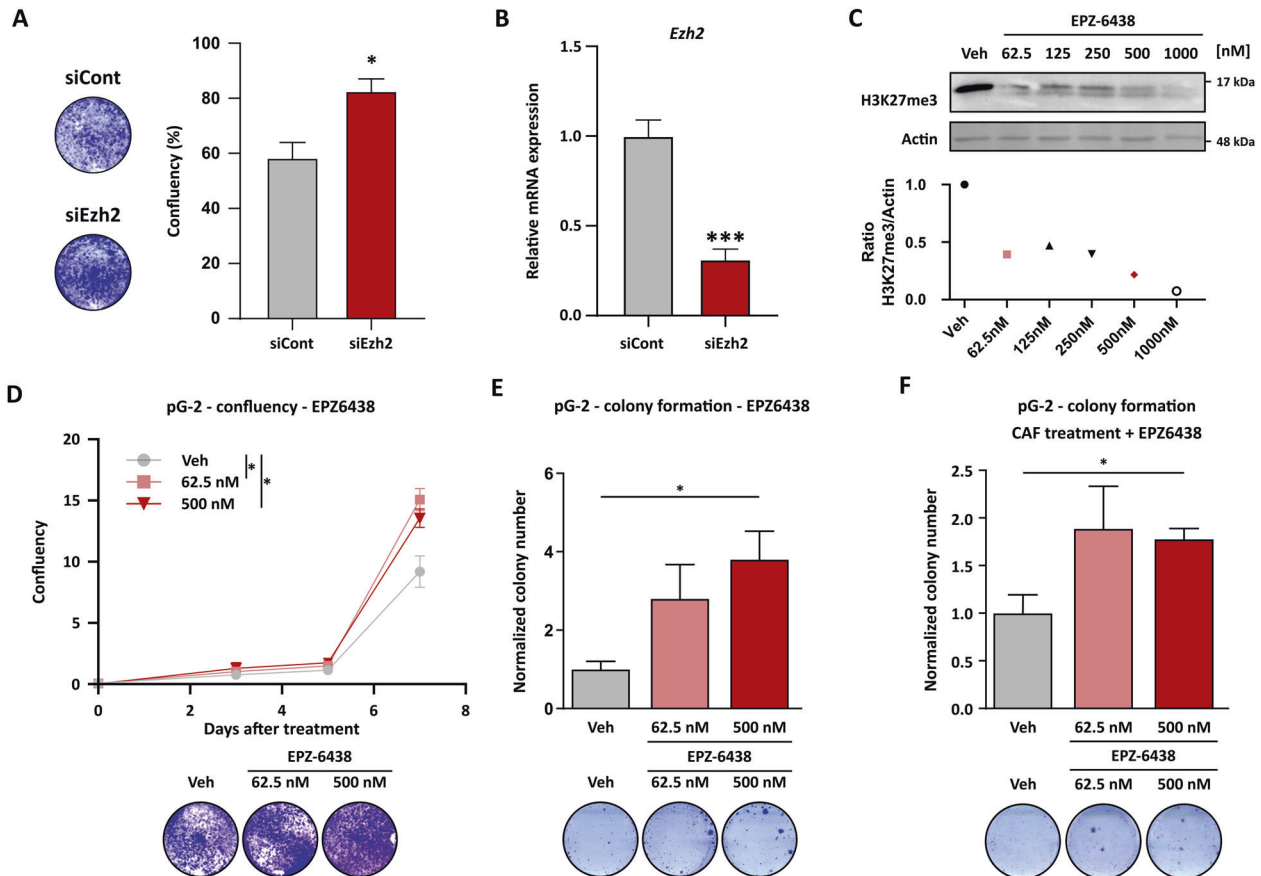 A
siCont
siEzh2
Confluency (%)
100
80
60
40
20
0
*
siCont
siEzh2
B
Ezh2
Relative mRNA expression
1.5
1.0
0.5
0.0
***
siCont
siEzh2
C
EPZ-6438
Veh 62.5 125 250 500 1000 [nM]
H3K27me3
17 kDa
Actin
48 kDa
Ratio
H3K27me3/Actin
1.0
0.5
0.0
Veh
62.5nM
125nM
250nM
500nM
1000nM
D
pG-2 - confluency - EPZ6438
Confluency
20
15
10
5
0
Veh
62.5 nM
500 nM
*
*
0 2 4 6 8
Days after treatment
EPZ-6438
Veh 62.5 nM 500 nM
E
pG-2 - colony formation - EPZ6438
Normalized colony number
6
4
2
0
*
Veh 62.5 nM 500 nM
EPZ-6438
Veh 62.5 nM 500 nM
F
pG-2 - colony formation
CAF treatment + EPZ6438
Normalized colony number
2.5
2.0
1.5
1.0
0.5
0.0
*
Veh 62.5 nM 500 nM
EPZ-6438
Veh 62.5 nM 500 nM